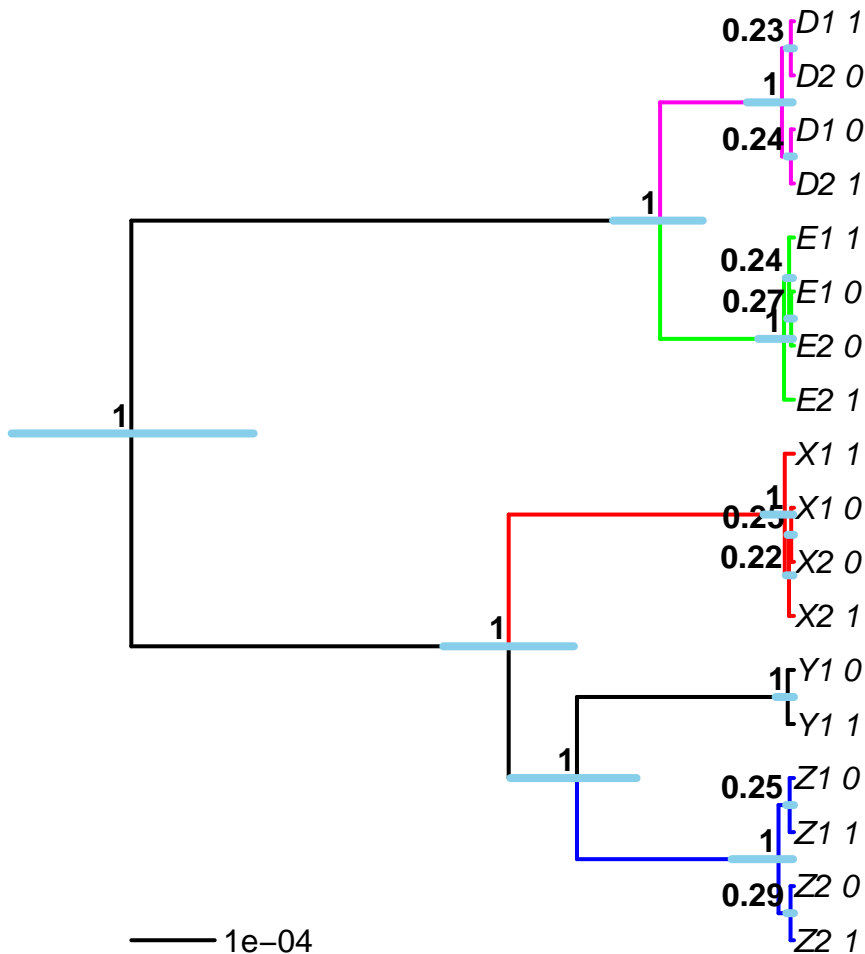 D1 1
0.23
D2 0
1
D1 0
0.24
D2 1
1
E1 1
0.24
E1 0
0.27
1
E2 0
E2 1
1
X1 1
1
X1 0
0.25
0.22
X2 0
X2 1
1
Y1 0
1
Y1 1
1
Z1 0
0.25
Z1 1
1
Z2 0
0.29
Z2 1
1e−04